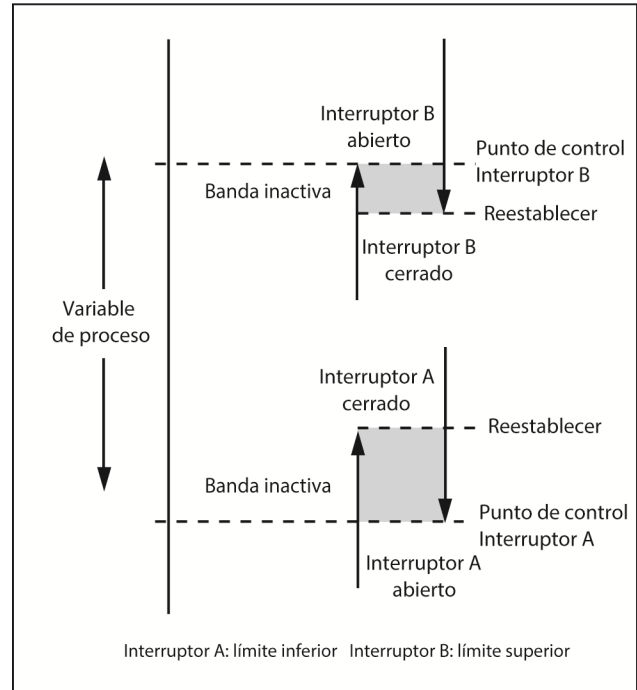 Interruptor B
abierto
Punto de control
Interruptor B
Banda inactiva
Reestablecer
Interruptor B
cerrado
Variable
de proceso
Interruptor A
cerrado
Reestablecer
Banda inactiva
Punto de control
Interruptor A
Interruptor A
abierto
Interruptor A: límite inferior Interruptor B: límite superior